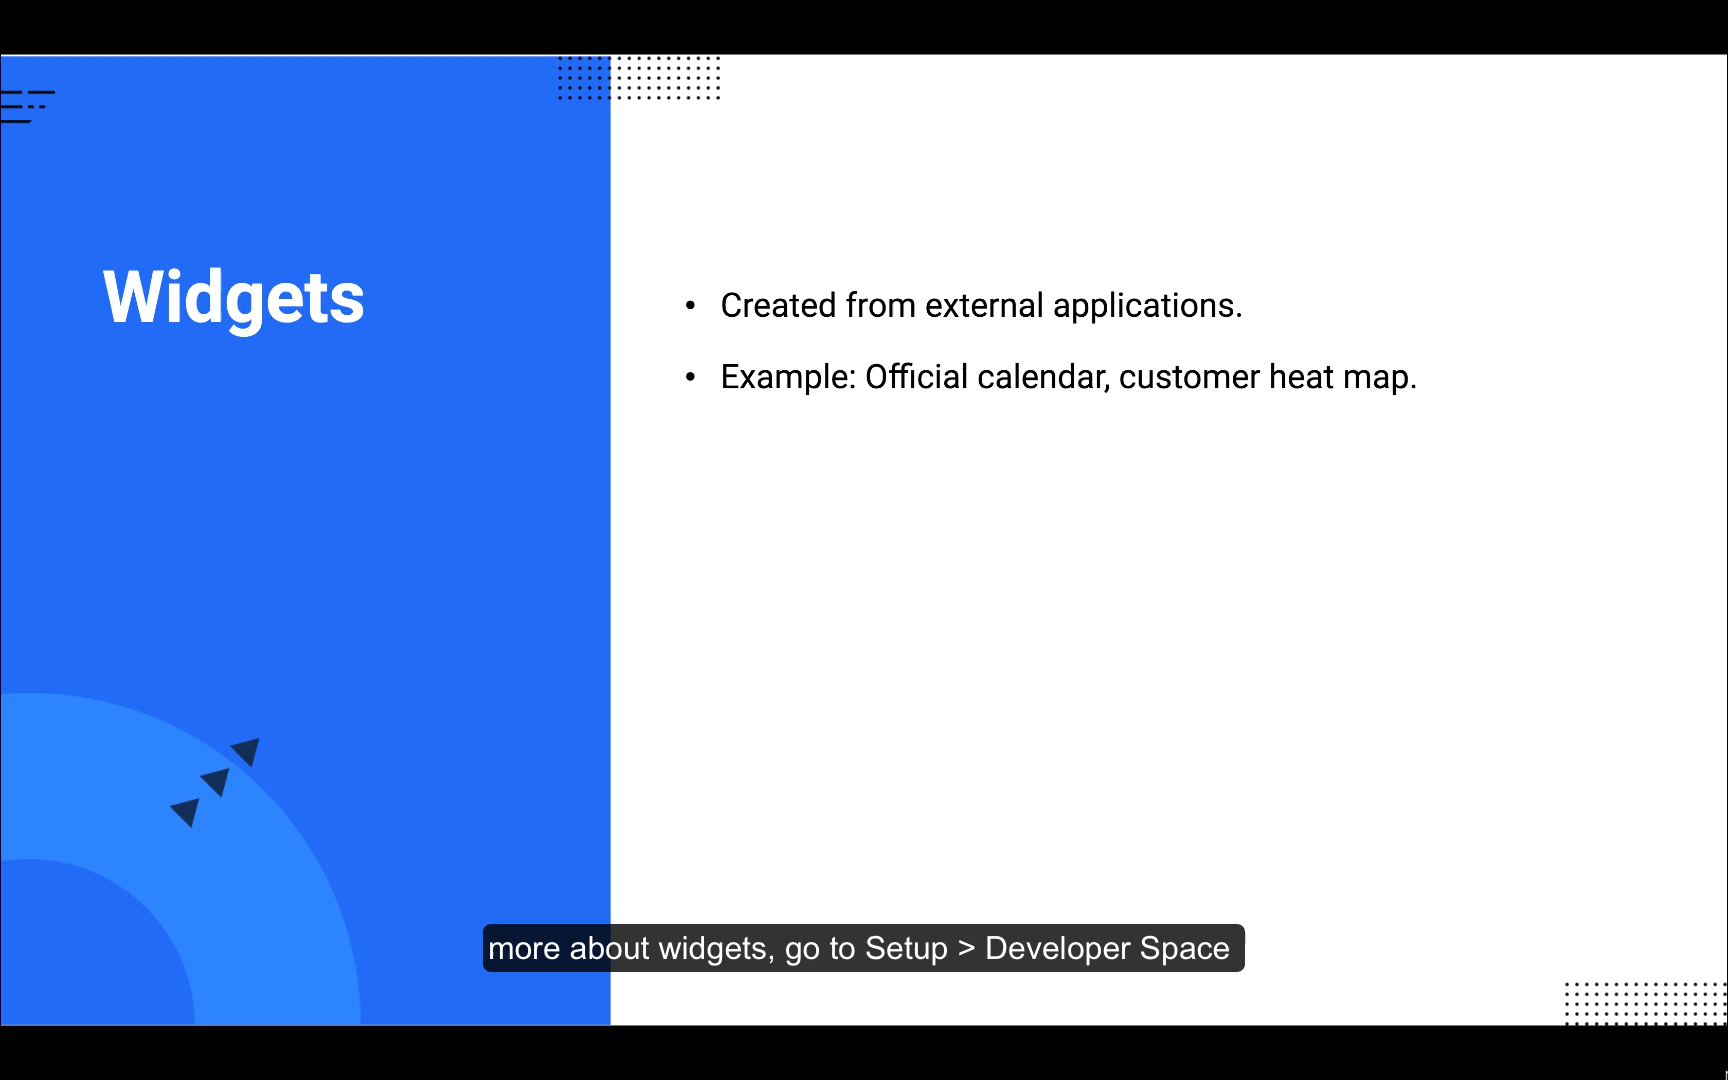 Widgets
• Created from external applications.
• Example: Official calendar, customer heat map.
more about widgets, go to Setup > Developer Space